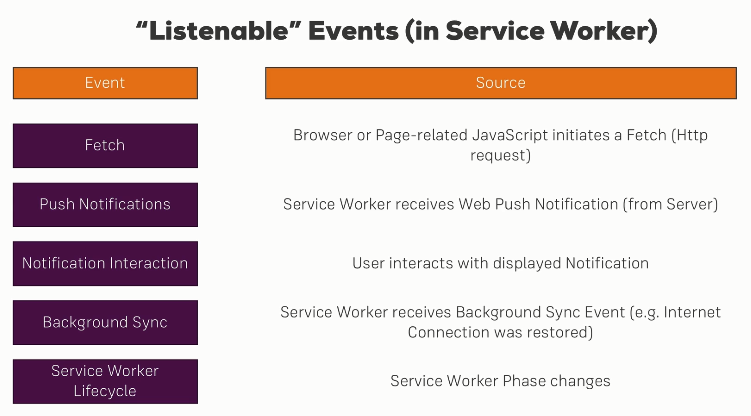 “Listenable” Events (in Service Worker)
Event
Source
Fetch
Browser or Page-related JavaScript initiates a Fetch (Http
request)
Push Notifications
Service Worker receives Web Push Notification (from Server)
Notification Interaction
User interacts with displayed Notification
Background Sync
Service Worker receives Background Sync Event (e.g. Internet
Connection was restored)
Service Worker
Lifecycle
Service Worker Phase changes